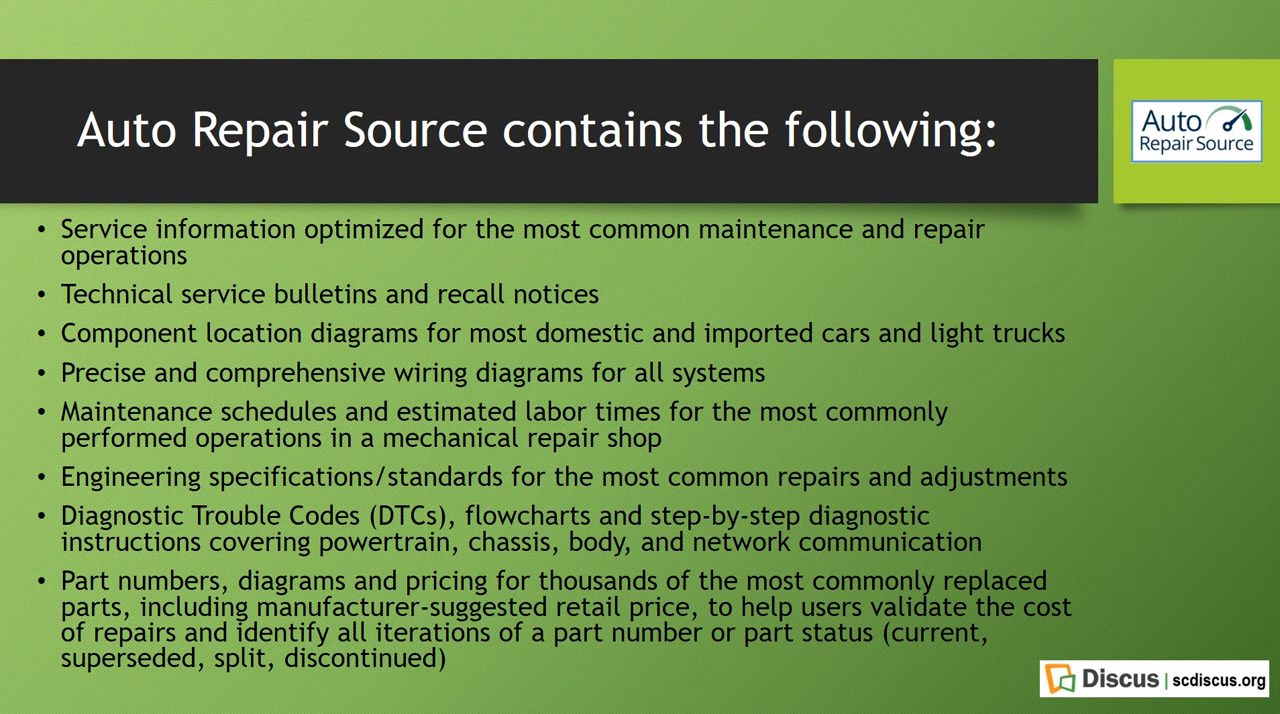 Auto Repair Source contains the following:
Auto
Repair Source
• Service information optimized for the most common maintenance and repair
operations
• Technical service bulletins and recall notices
• Component location diagrams for most domestic and imported cars and light trucks
• Precise and comprehensive wiring diagrams for all systems
• Maintenance schedules and estimated labor times for the most commonly
performed operations in a mechanical repair shop
• Engineering specifications/standards for the most common repairs and adjustments
• Diagnostic Trouble Codes (DTCs), flowcharts and step-by-step diagnostic
instructions covering powertrain, chassis, body, and network communication
• Part numbers, diagrams and pricing for thousands of the most commonly replaced
parts, including manufacturer-suggested retail price, to help users validate the cost
of repairs and identify all iterations of a part number or part status (current,
superseded, split, discontinued)
Discus | scdiscus.org